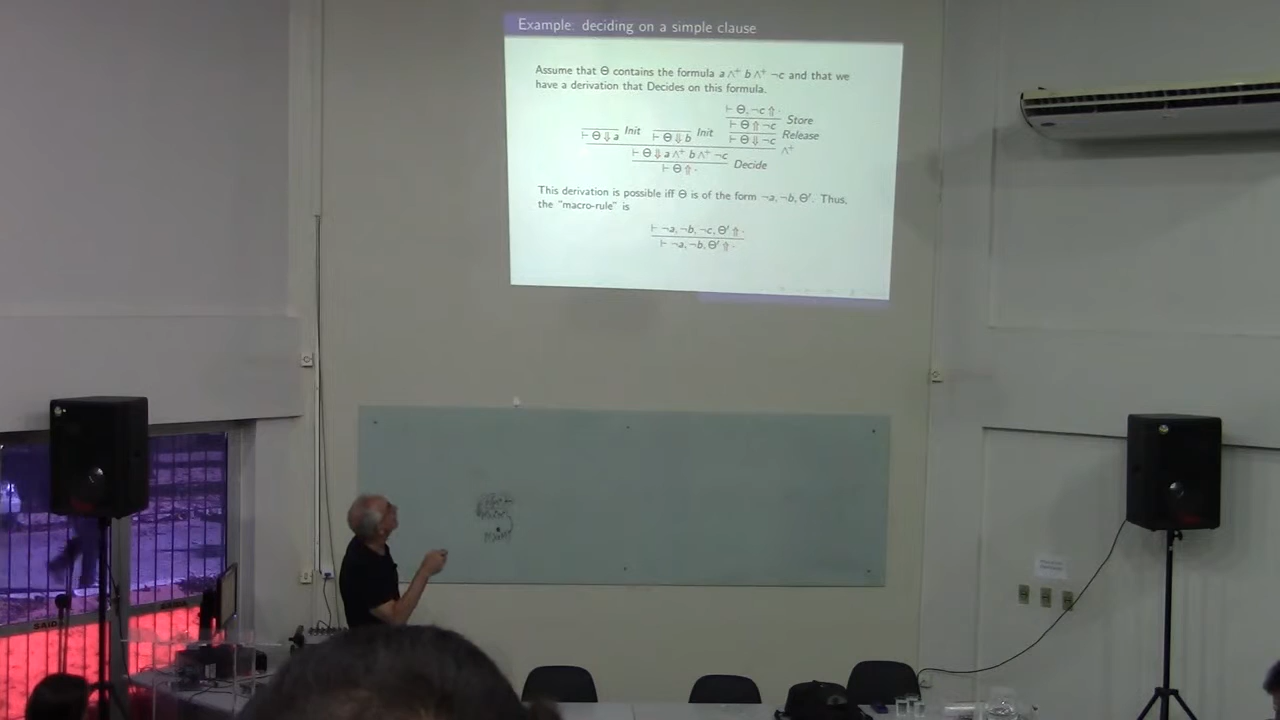 Example: deciding on a simple clause
Assume that Θ contains the formula a ∧⁺ b ∧⁺ ¬c and that we
have a derivation that Decides on this formula.
⊢ Θ, ¬c ⇑ ·
Store
⊢ Θ ⇑ ¬c
Release
⊢ Θ ⇓ a Init ⊢ Θ ⇓ b Init ⊢ Θ ⇓ ¬c
∧⁺
⊢ Θ ⇓ a ∧⁺ b ∧⁺ ¬c
Decide
⊢ Θ ⇑ ·
This derivation is possible iff Θ is of the form ¬a, ¬b, Θ′. Thus,
the "macro-rule" is
⊢ ¬a, ¬b, ¬c, Θ′ ⇑ ·
⊢ ¬a, ¬b, Θ′ ⇑ ·